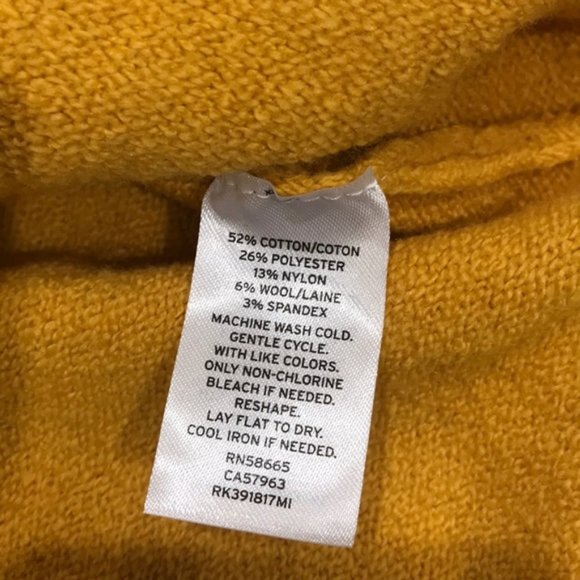 52% COTTON/COTON
26% POLYESTER
13% NYLON
6% WOOL/LAINE
3% SPANDEX
MACHINE WASH COLD.
GENTLE CYCLE.
WITH LIKE COLORS.
ONLY NON-CHLORINE
BLEACH IF NEEDED.
RESHAPE.
LAY FLAT TO DRY.
COOL IRON IF NEEDED.
RN58665
CA57963
RK391817MI